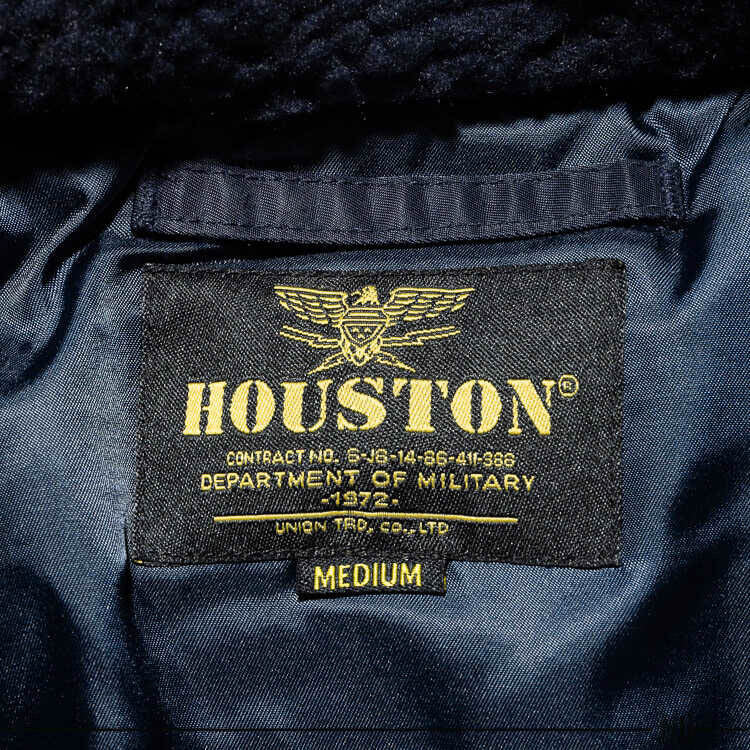 HOUSTON®
CONTRACT NO. 6-J8-14-86-411-388
DEPARTMENT OF MILITARY
-1972-
UNION TRD. CO., LTD
MEDIUM